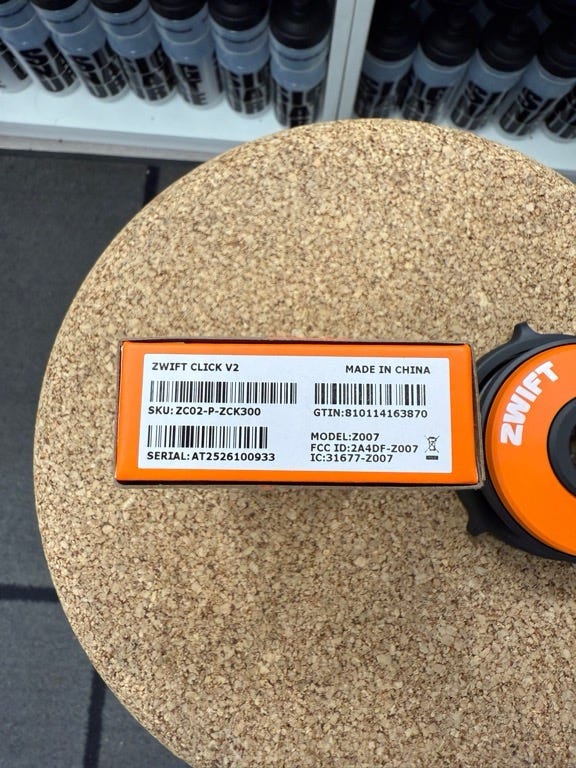 ZWIFT CLICK V2
MADE IN CHINA
SKU: ZC02-P-ZCK300
GTIN:810114163870
SERIAL: AT2526100933
MODEL:Z007
FCC ID:2A4DF-Z007
IC:31677-Z007
ZWIFT